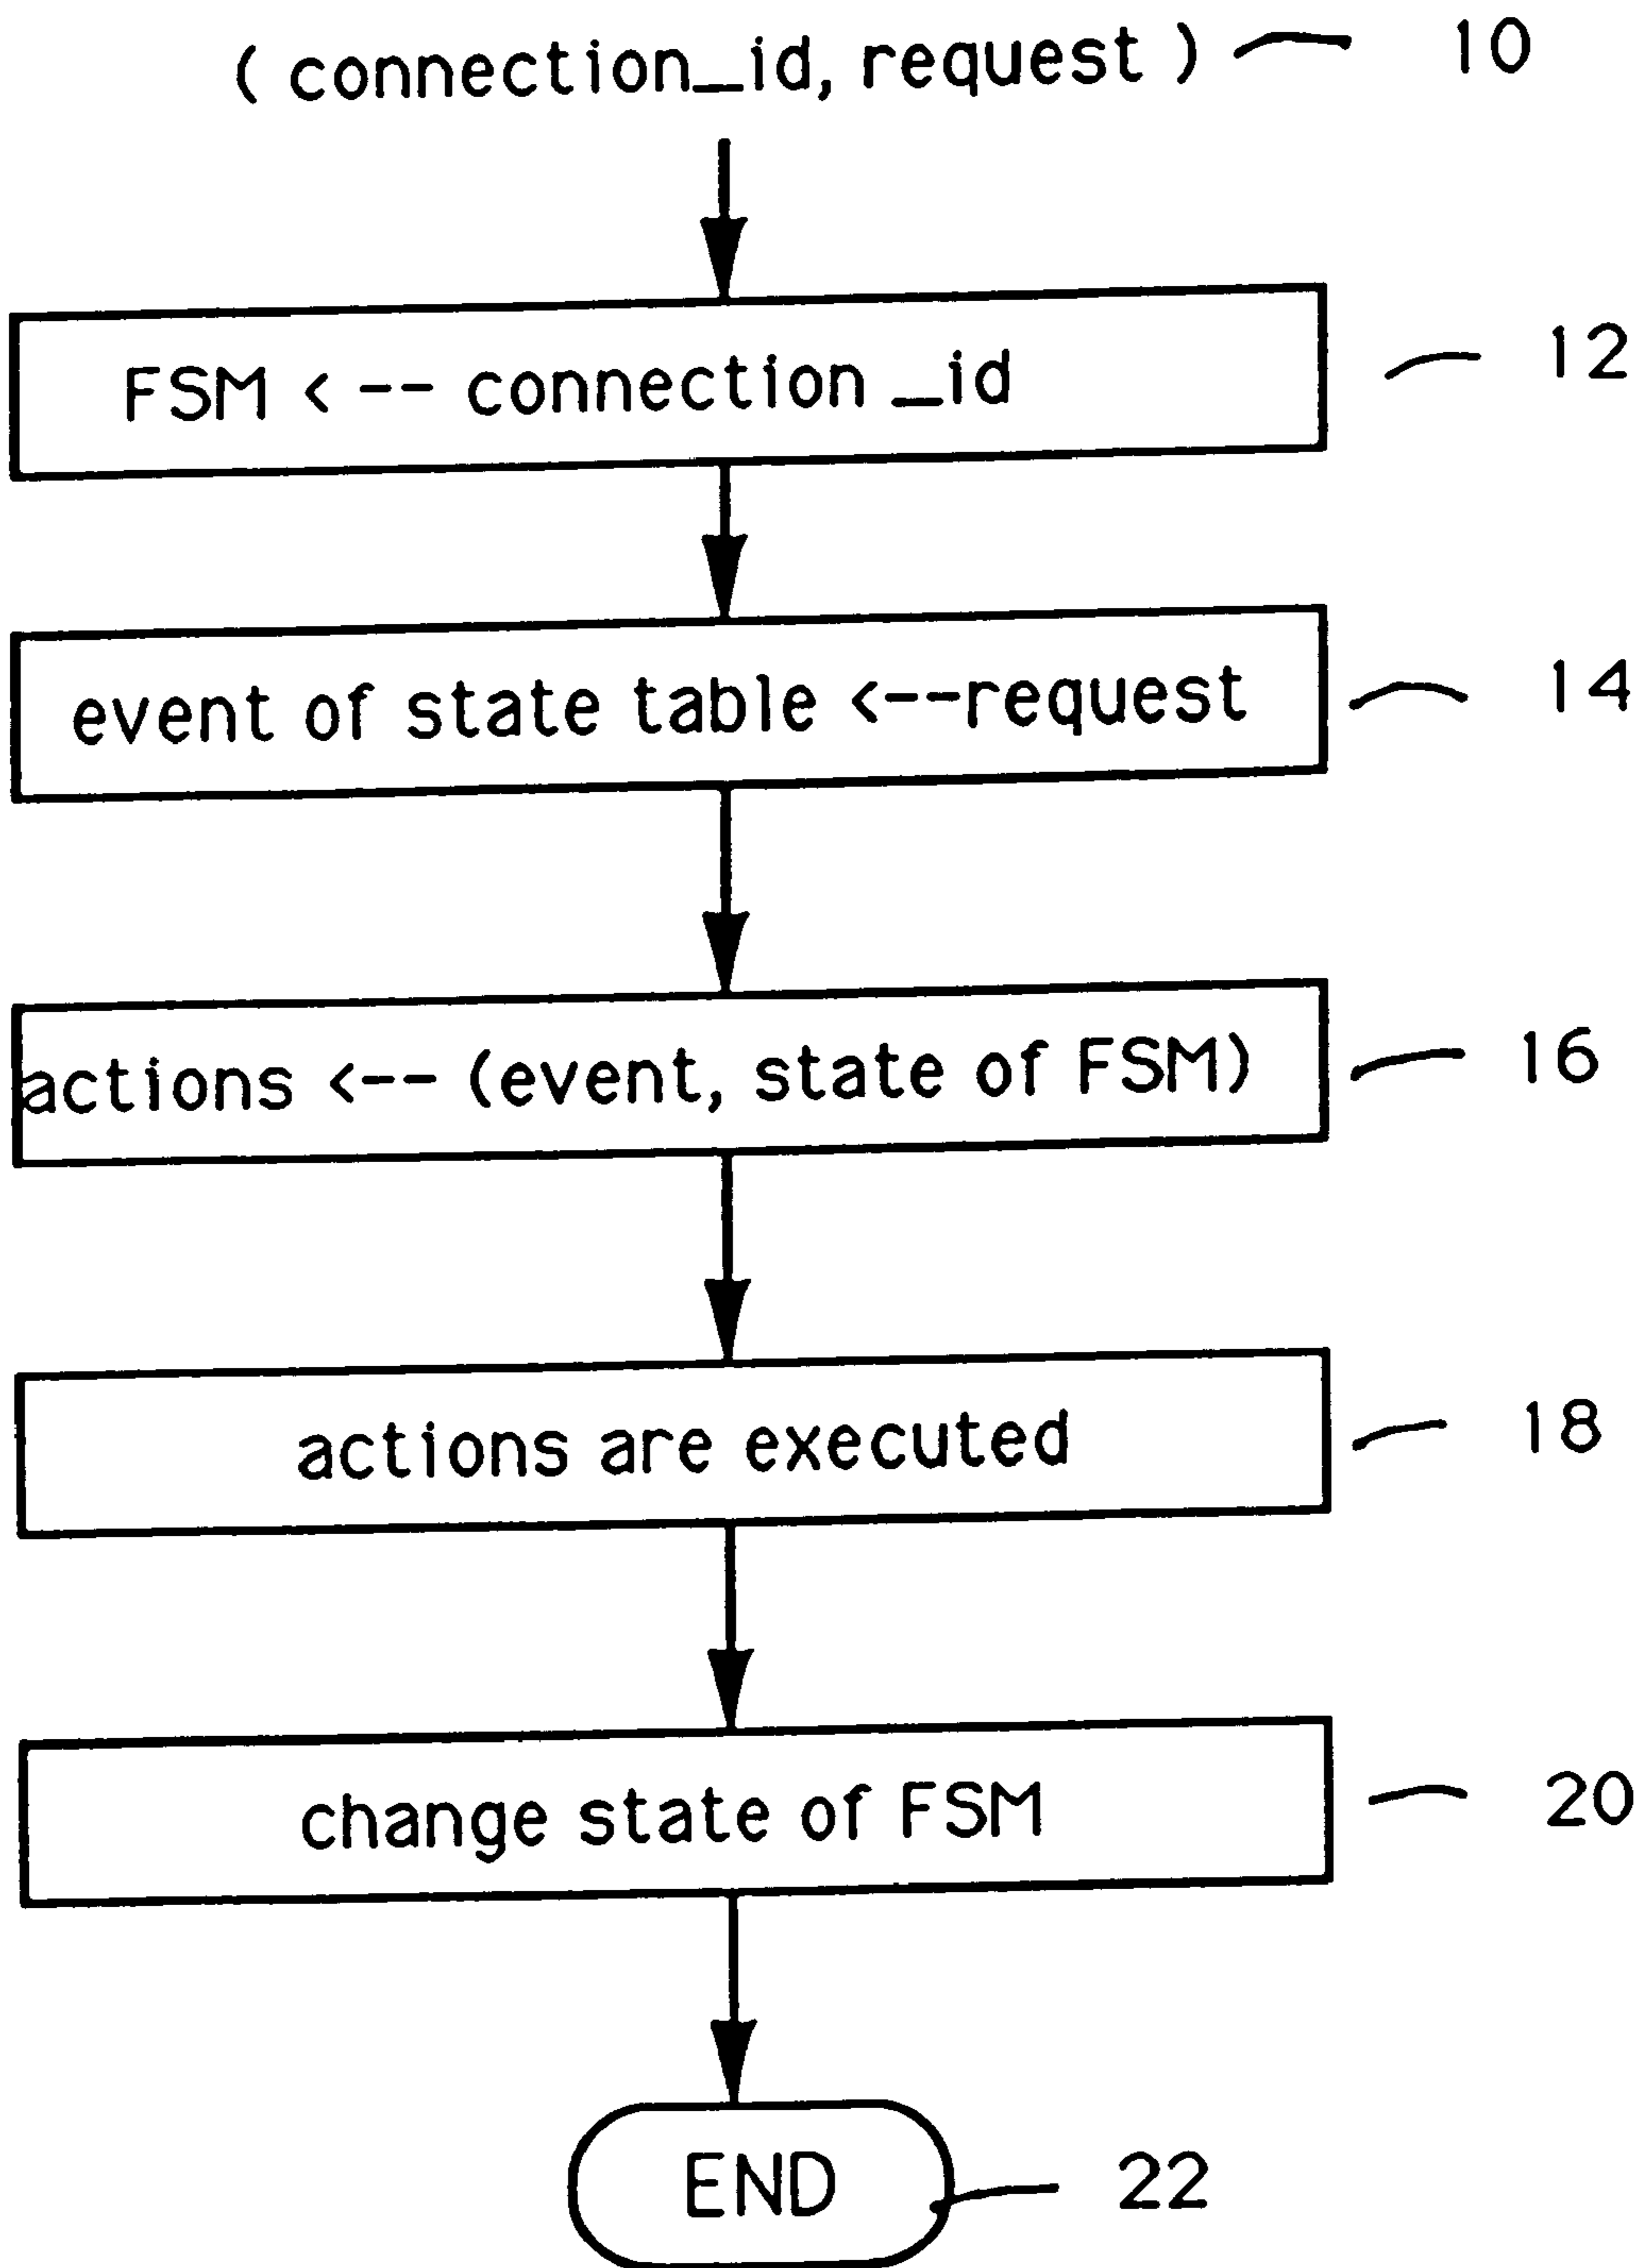 ( connection_id, request ) 10
FSM < -- connection _id 12
event of state table <--request 14
actions <-- (event, state of FSM) 16
actions are executed 18
change state of FSM 20
END 22